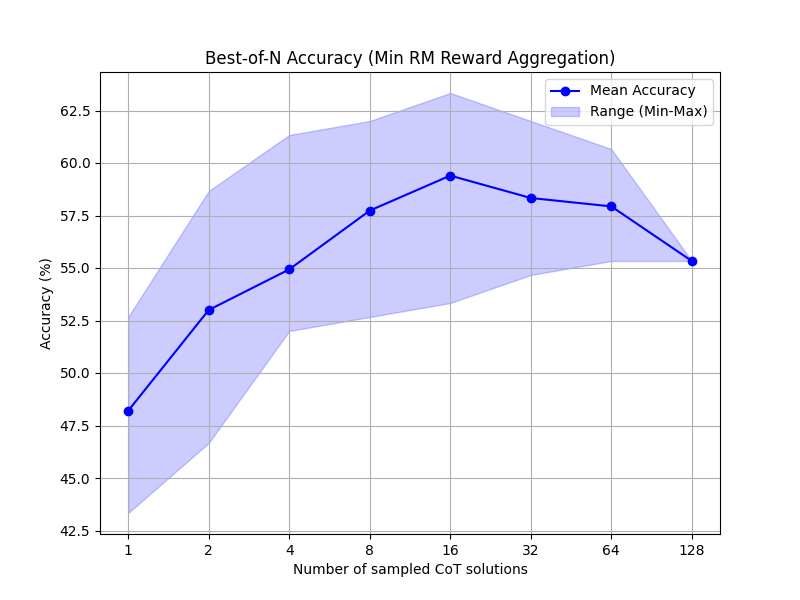 Best-of-N Accuracy (Min RM Reward Aggregation)
Mean Accuracy
Range (Min-Max)
Accuracy (%)
62.5
60.0
57.5
55.0
52.5
50.0
47.5
45.0
42.5
1 2 4 8 16 32 64 128
Number of sampled CoT solutions